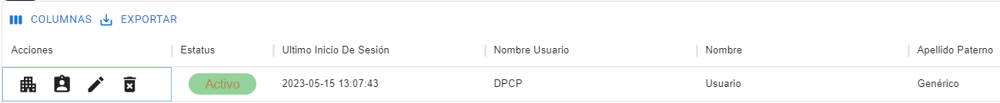 COLUMNAS EXPORTAR
Acciones Estatus Ultimo Inicio De Sesión Nombre Usuario Nombre Apellido Paterno
Activo 2023-05-15 13:07:43 DPCP Usuario Genérico